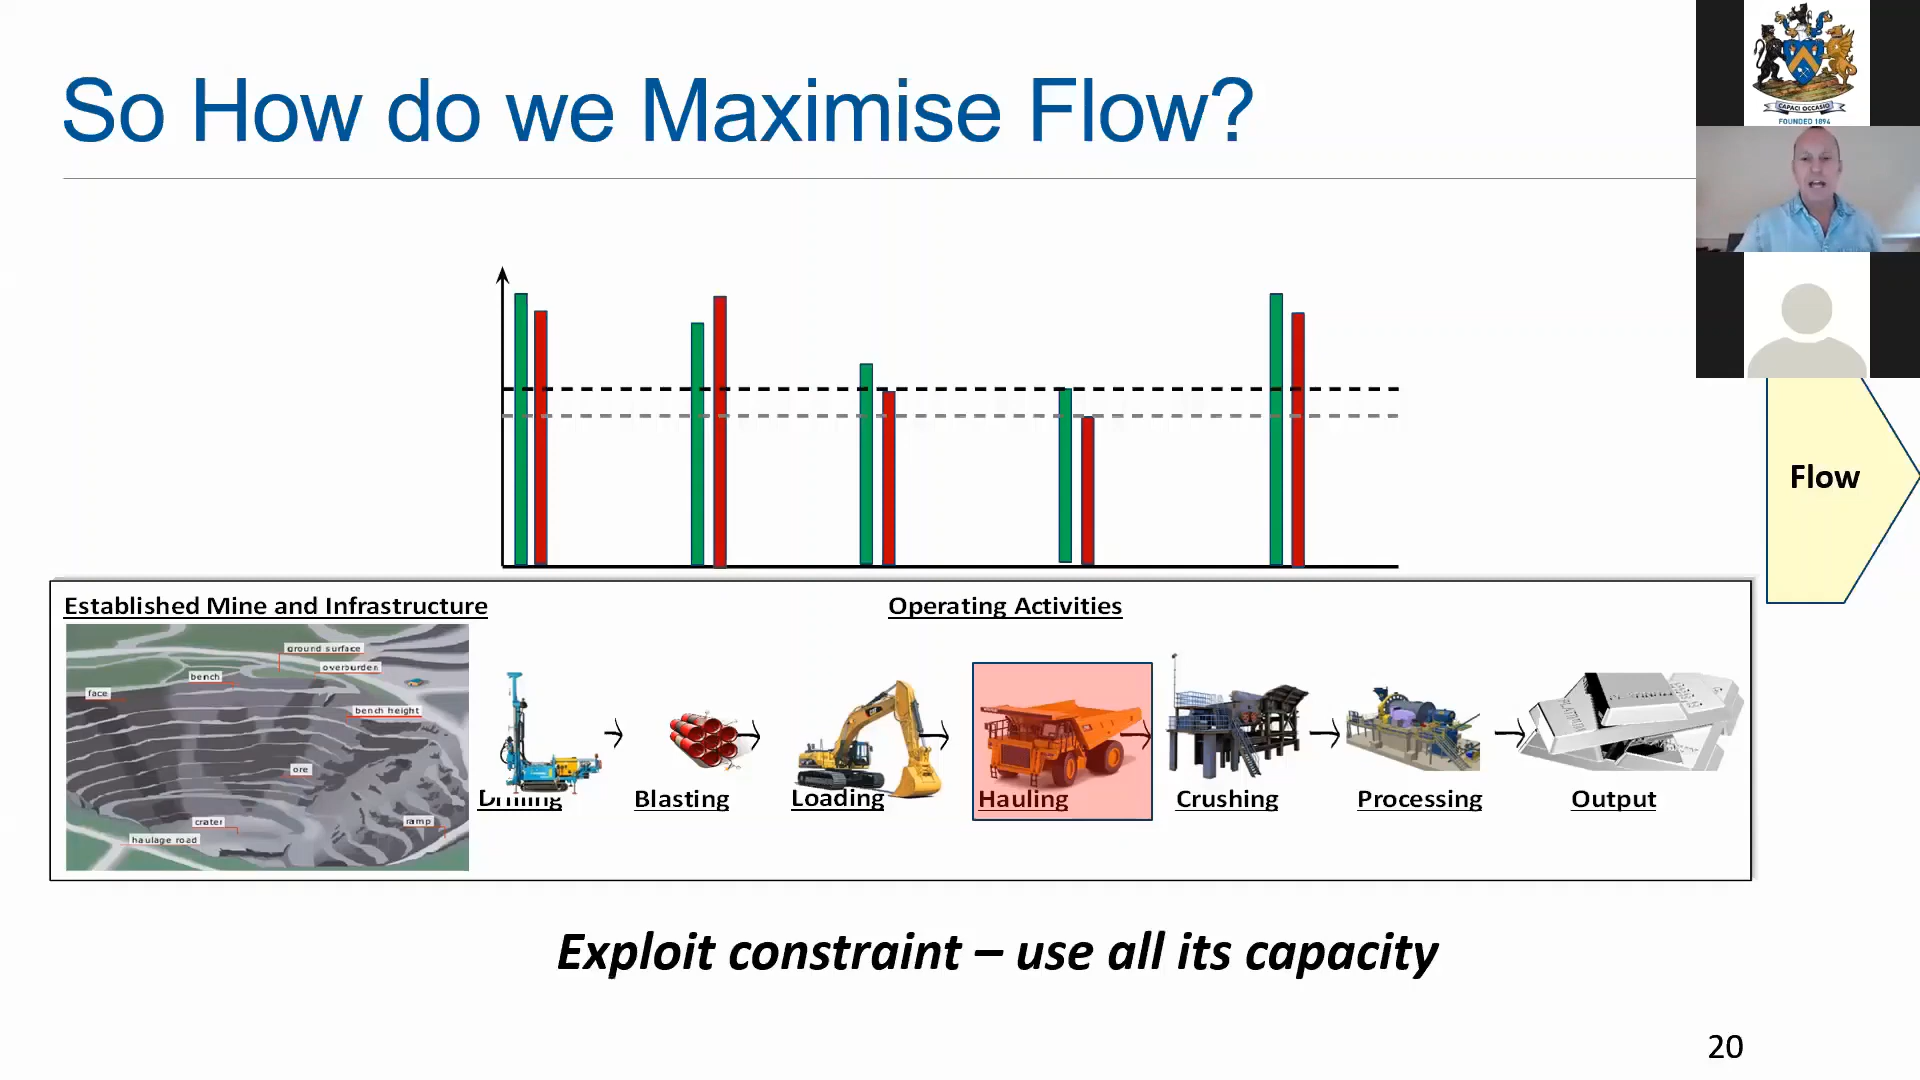 So How do we Maximise Flow?
CAPACI OCCASIO
FOUNDED 1894
Flow
Established Mine and Infrastructure
Operating Activities
ground surface
overburden
bench
face
bench height
ore
crater
ramp
haulage road
Drilling
Blasting
Loading
Hauling
Crushing
Processing
Output
Exploit constraint – use all its capacity
20